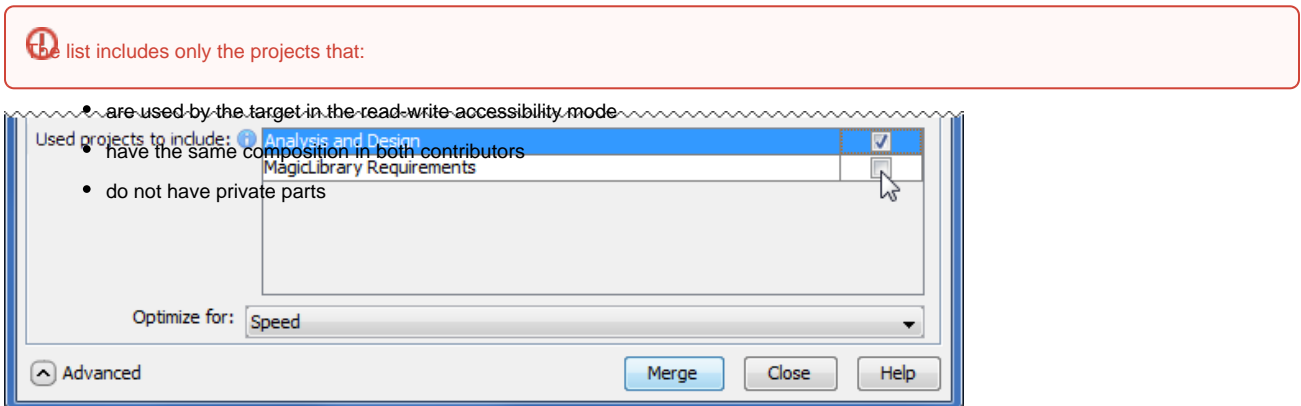 The list includes only the projects that:
are used by the target in the read-write accessibility mode
Used projects to include: Analysis and Design
have the same composition in both contributors
MagicLibrary Requirements
do not have private parts
Optimize for: Speed
Advanced Merge Close Help